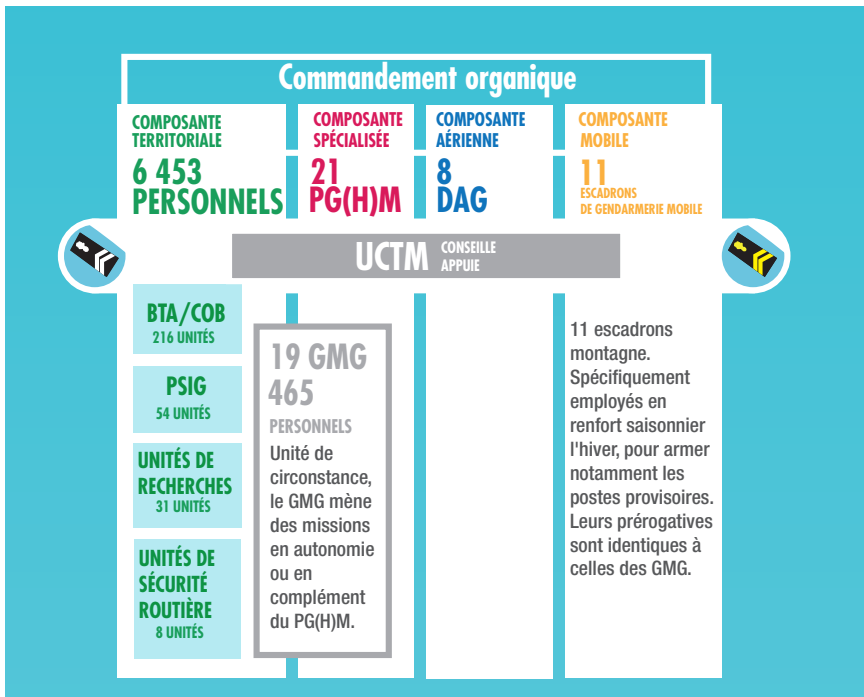 Commandement organique
COMPOSANTE
TERRITORIALE
6 453
PERSONNELS
COMPOSANTE
SPÉCIALISÉE
21
PG(H)M
COMPOSANTE
AÉRIENNE
8
DAG
COMPOSANTE
MOBILE
11
ESCADRONS
DE GENDARMERIE MOBILE
UCTM
CONSEILLE
APPUIE
BTA/COB
216 UNITÉS
PSIG
54 UNITÉS
UNITÉS DE
RECHERCHES
31 UNITÉS
UNITÉS DE
SÉCURITÉ
ROUTIÈRE
8 UNITÉS
19 GMG
465
PERSONNELS
Unité de
circonstance,
le GMG mène
des missions
en autonomie
ou en
complément
du PG(H)M.
11 escadrons
montagne.
Spécifiquement
employés en
renfort saisonnier
l'hiver, pour armer
notamment les
postes provisoires.
Leurs prérogatives
sont identiques à
celles des GMG.